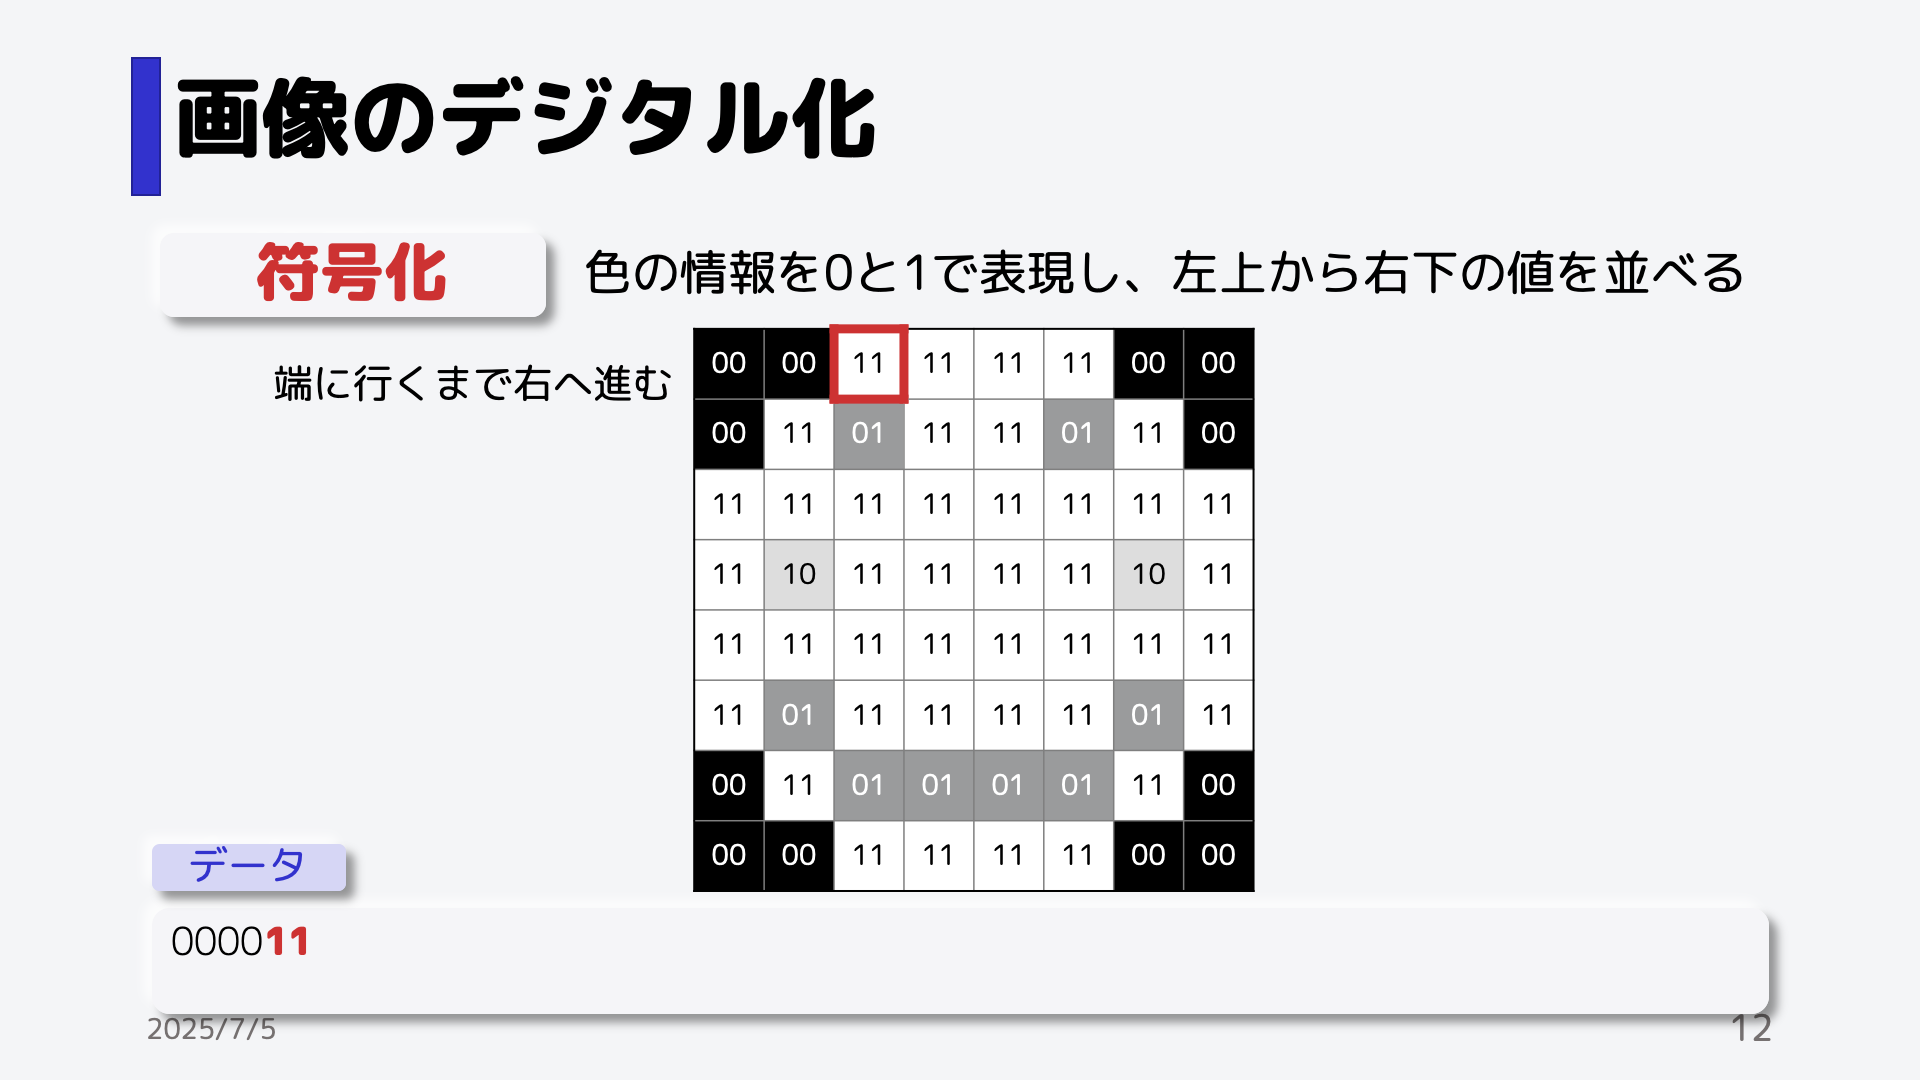 画像のデジタル化
符号化
色の情報を0と1で表現し、左上から右下の値を並べる
端に行くまで右へ進む
00 00 11 11 11 11 00 00
00 11 01 11 11 01 11 00
11 11 11 11 11 11 11 11
11 10 11 11 11 11 10 11
11 11 11 11 11 11 11 11
11 01 11 11 11 11 01 11
00 11 01 01 01 01 11 00
00 00 11 11 11 11 00 00
データ
000011
2025/7/5
12